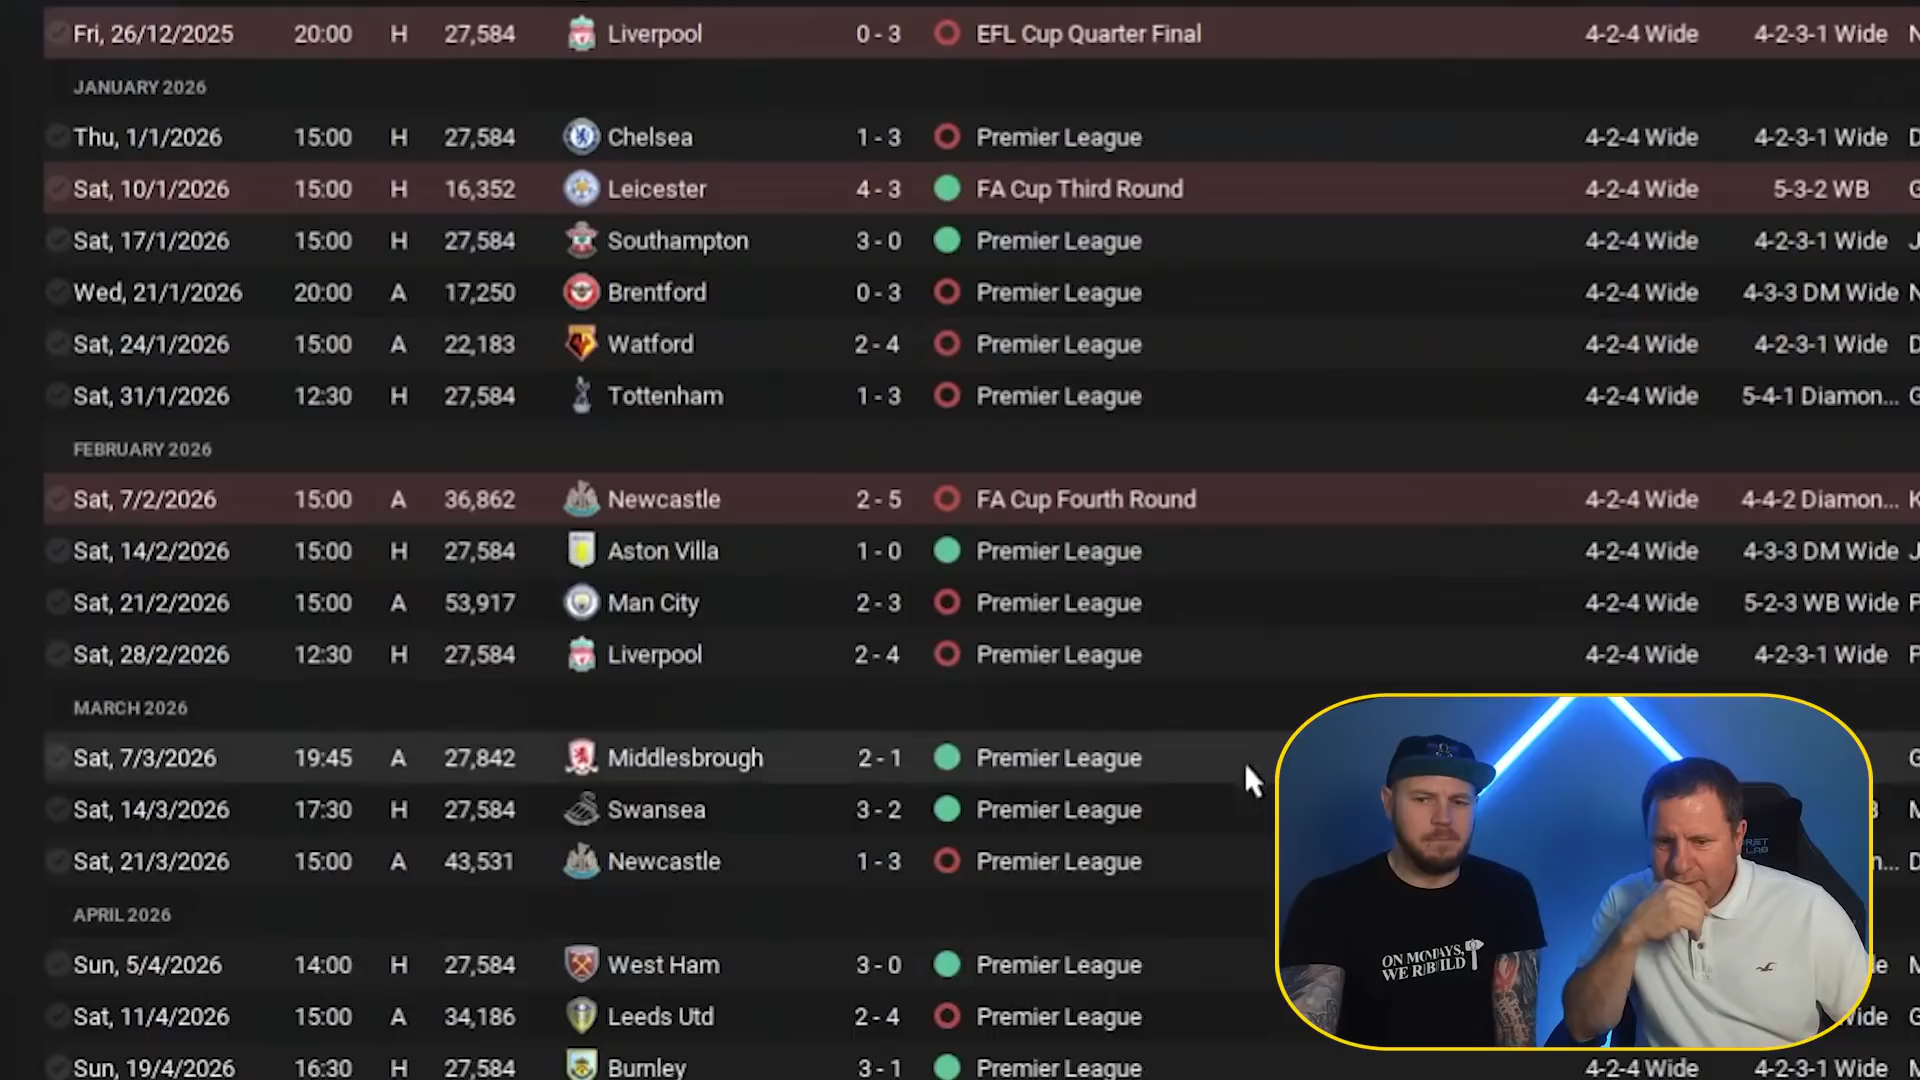 Fri, 26/12/2025 20:00 H 27,584 Liverpool 0 - 3 EFL Cup Quarter Final 4-2-4 Wide 4-2-3-1 Wide
JANUARY 2026
Thu, 1/1/2026 15:00 H 27,584 Chelsea 1 - 3 Premier League 4-2-4 Wide 4-2-3-1 Wide
Sat, 10/1/2026 15:00 H 16,352 Leicester 4 - 3 FA Cup Third Round 4-2-4 Wide 5-3-2 WB
Sat, 17/1/2026 15:00 H 27,584 Southampton 3 - 0 Premier League 4-2-4 Wide 4-2-3-1 Wide
Wed, 21/1/2026 20:00 A 17,250 Brentford 0 - 3 Premier League 4-2-4 Wide 4-3-3 DM Wide
Sat, 24/1/2026 15:00 A 22,183 Watford 2 - 4 Premier League 4-2-4 Wide 4-2-3-1 Wide
Sat, 31/1/2026 12:30 H 27,584 Tottenham 1 - 3 Premier League 4-2-4 Wide 5-4-1 Diamon...
FEBRUARY 2026
Sat, 7/2/2026 15:00 A 36,862 Newcastle 2 - 5 FA Cup Fourth Round 4-2-4 Wide 4-4-2 Diamon...
Sat, 14/2/2026 15:00 H 27,584 Aston Villa 1 - 0 Premier League 4-2-4 Wide 4-3-3 DM Wide
Sat, 21/2/2026 15:00 A 53,917 Man City 2 - 3 Premier League 4-2-4 Wide 5-2-3 WB Wide
Sat, 28/2/2026 12:30 H 27,584 Liverpool 2 - 4 Premier League 4-2-4 Wide 4-2-3-1 Wide
MARCH 2026
Sat, 7/3/2026 19:45 A 27,842 Middlesbrough 2 - 1 Premier League
Sat, 14/3/2026 17:30 H 27,584 Swansea 3 - 2 Premier League
Sat, 21/3/2026 15:00 A 43,531 Newcastle 1 - 3 Premier League
APRIL 2026
Sun, 5/4/2026 14:00 H 27,584 West Ham 3 - 0 Premier League
Sat, 11/4/2026 15:00 A 34,186 Leeds Utd 2 - 4 Premier League
Sun, 19/4/2026 16:30 H 27,584 Burnley 3 - 1 Premier League 4-2-4 Wide 4-2-3-1 Wide
ON MONDAYS,
WE REBUILD